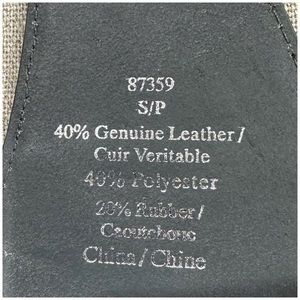 87359
S/P
40% Genuine Leather /
Cuir Veritable
40% Polyester
20% Rubber /
Caoutchouc
China / Chine